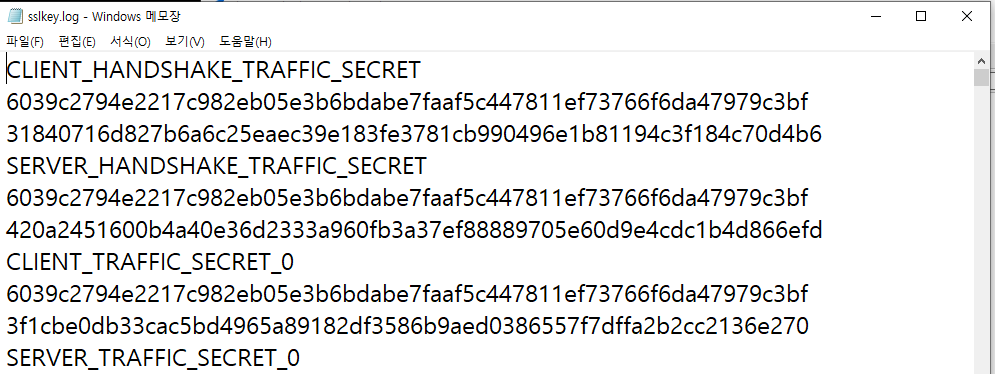 sslkey.log - Windows 메모장
파일(F) 편집(E) 서식(O) 보기(V) 도움말(H)
CLIENT_HANDSHAKE_TRAFFIC_SECRET
6039c2794e2217c982eb05e3b6bdabe7faaf5c447811ef73766f6da47979c3bf
31840716d827b6a6c25eaec39e183fe3781cb990496e1b81194c3f184c70d4b6
SERVER_HANDSHAKE_TRAFFIC_SECRET
6039c2794e2217c982eb05e3b6bdabe7faaf5c447811ef73766f6da47979c3bf
420a2451600b4a40e36d2333a960fb3a37ef88889705e60d9e4cdc1b4d866efd
CLIENT_TRAFFIC_SECRET_0
6039c2794e2217c982eb05e3b6bdabe7faaf5c447811ef73766f6da47979c3bf
3f1cbe0db33cac5bd4965a89182df3586b9aed0386557f7dffa2b2cc2136e270
SERVER_TRAFFIC_SECRET_0